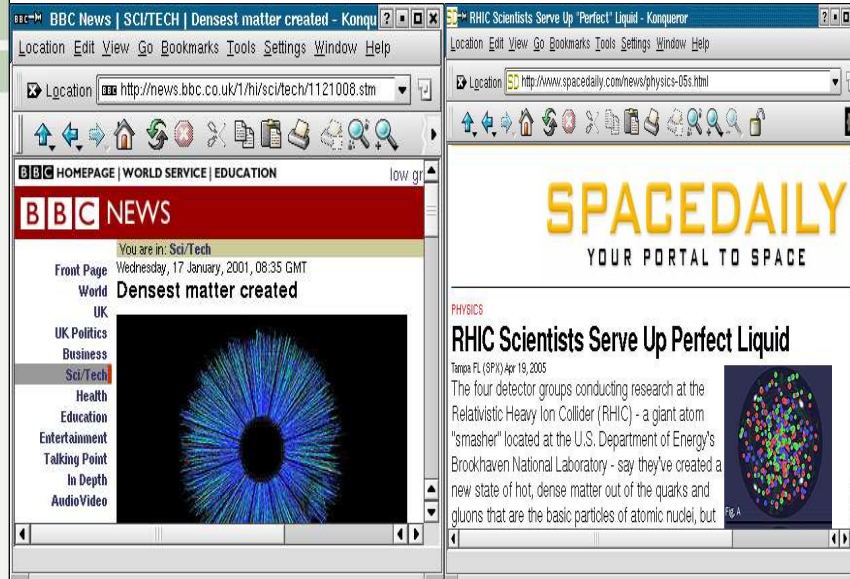 BBC News | SCI/TECH | Densest matter created - Konqu
Location Edit View Go Bookmarks Tools Settings Window Help
Location BBC http://news.bbc.co.uk/1/hi/sci/tech/1121008.stm
BBC HOMEPAGE | WORLD SERVICE | EDUCATION low gr
BBC NEWS
You are in: Sci/Tech
Wednesday, 17 January, 2001, 08:35 GMT
Densest matter created
Front Page
World
UK
UK Politics
Business
Sci/Tech
Health
Education
Entertainment
Talking Point
In Depth
AudioVideo
RHIC Scientists Serve Up "Perfect" Liquid - Konqueror
Location Edit View Go Bookmarks Tools Settings Window Help
Location SD http://www.spacedaily.com/news/physics-05s.html
SPACEDAILY
YOUR PORTAL TO SPACE
PHYSICS
RHIC Scientists Serve Up Perfect Liquid
Tampa FL (SPX) Apr 19, 2005
The four detector groups conducting research at the
Relativistic Heavy Ion Collider (RHIC) - a giant atom
"smasher" located at the U.S. Department of Energy's
Brookhaven National Laboratory - say they've created a
new state of hot, dense matter out of the quarks and
gluons that are the basic particles of atomic nuclei, but
Fig. A